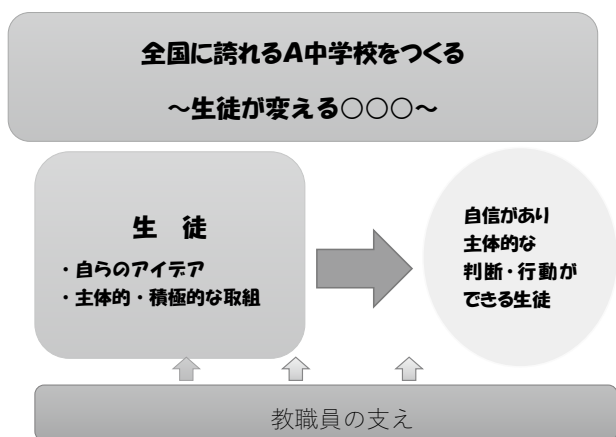 全国に誇れるA中学校をつくる
～生徒が変える○○○～
生　徒
・自らのアイデア
・主体的・積極的な取組
自信があり
主体的な
判断・行動が
できる生徒
教職員の支え